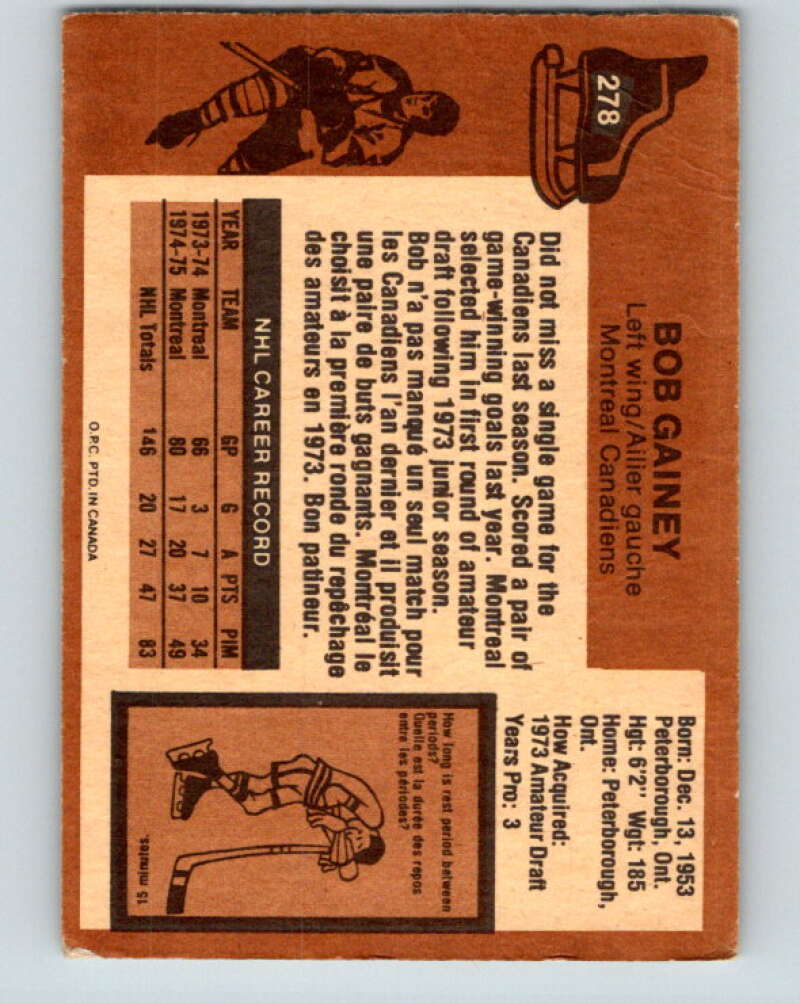 278
BOB GAINEY
Left wing/Ailier gauche
Montreal Canadiens
Born: Dec. 13, 1953
Peterborough, Ont.
Hgt: 6'2" Wgt: 185
Home: Peterborough,
Ont.
How Acquired:
1973 Amateur Draft
Years Pro: 3
Did not miss a single game for the
Canadiens last season. Scored a pair of
game-winning goals last year. Montreal
selected him in first round of amateur
draft following 1973 junior season.
Bob n'a pas manqué un seul match pour
les Canadiens l'an dernier et il produisit
une paire de buts gagnants. Montréal le
choisit à la première ronde du repêchage
des amateurs en 1973. Bon patineur.
NHL CAREER RECORD
YEAR TEAM GP G A PTS PIM
1973-74 Montreal 66 3 7 10 34
1974-75 Montreal 80 17 20 37 49
NHL Totals 146 20 27 47 83
How long is rest period between
periods?
Quelle est la durée des repos
entre les périodes?
15 minutes.
O.P.C. PTD. IN CANADA